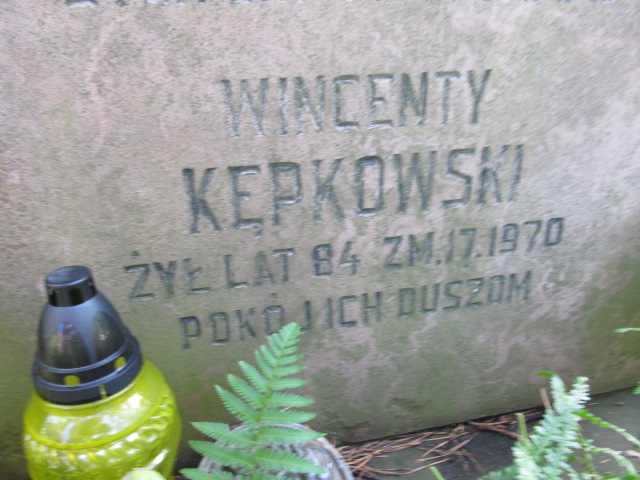 WINCENTY
KĘPKOWSKI
ŻYŁ LAT 84 ZM.17.1970
POKÓJ ICH DUSZOM